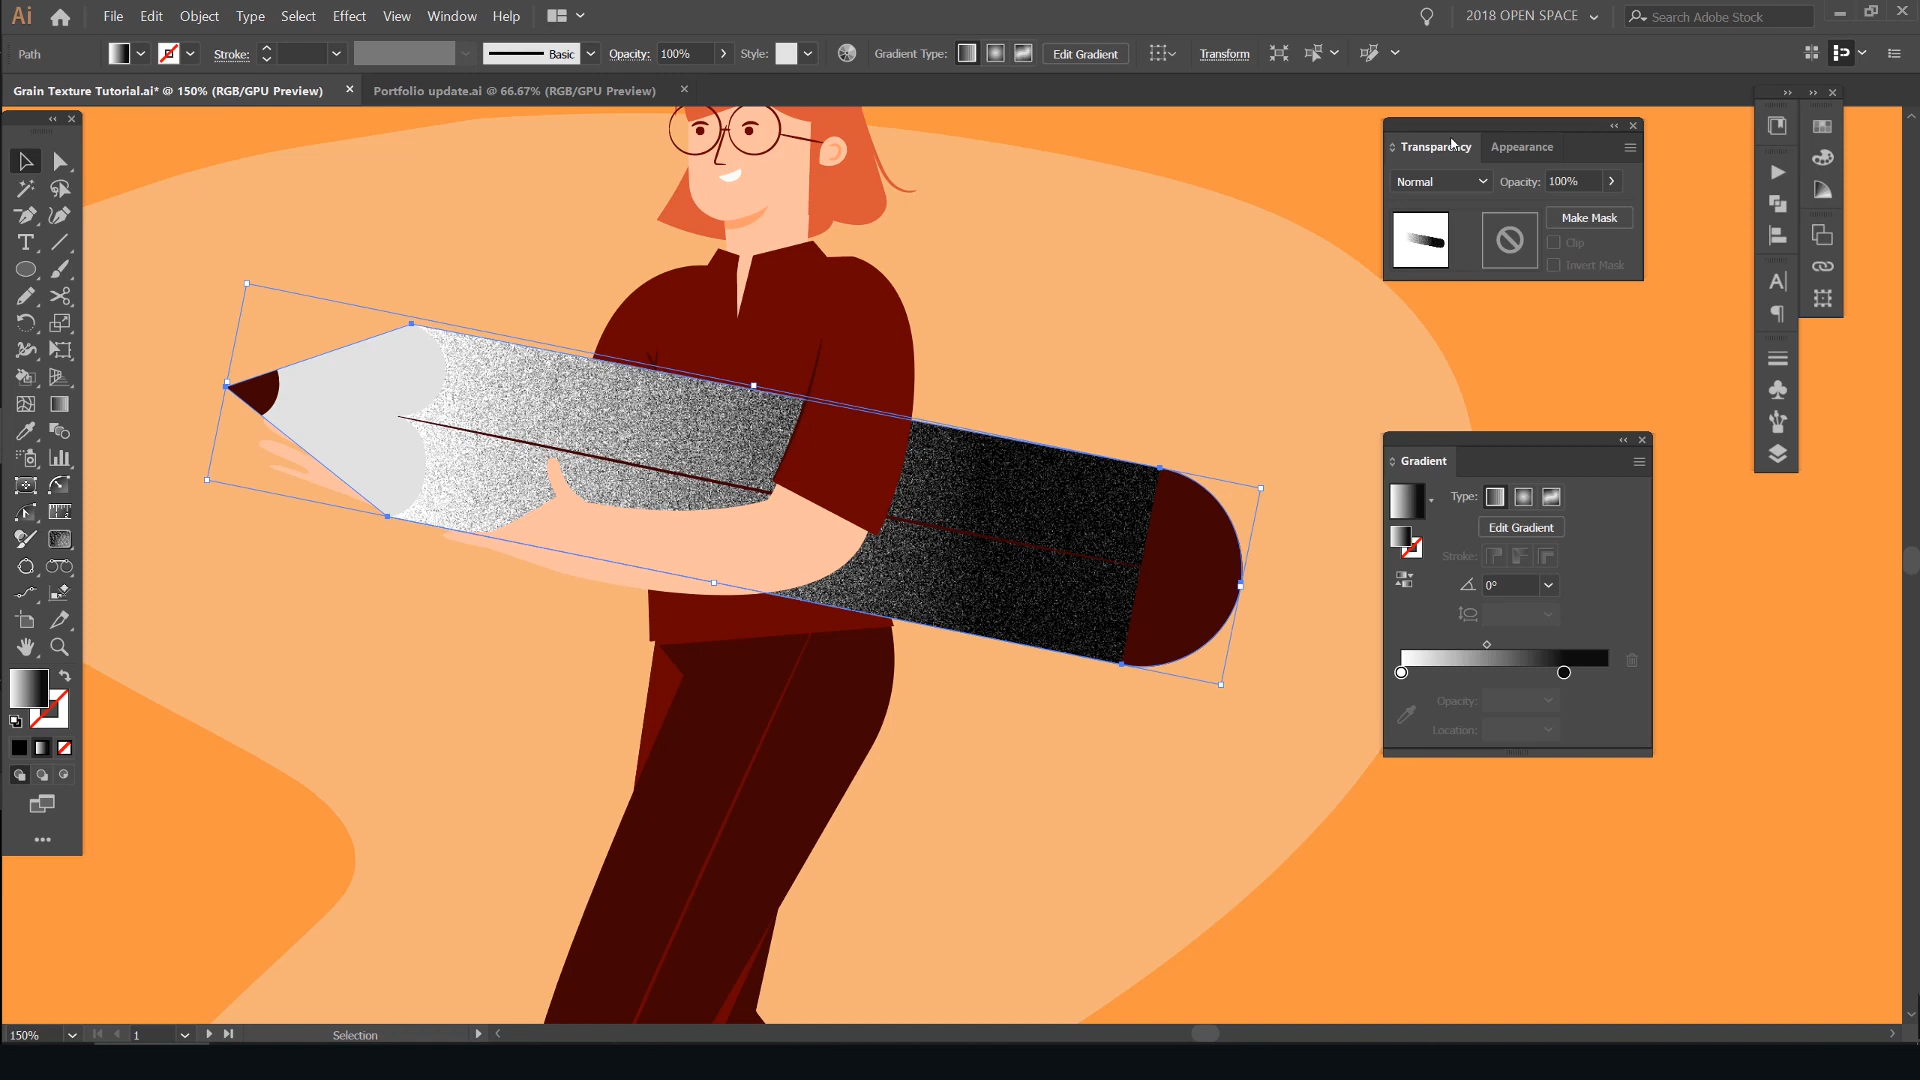 Ai File Edit Object Type Select Effect View Window Help 2018 OPEN SPACE Search Adobe Stock
Path Stroke: Basic Opacity: 100% Style: Gradient Type: Edit Gradient Transform
Grain Texture Tutorial.ai* @ 150% (RGB/GPU Preview) Portfolio update.ai @ 66.67% (RGB/GPU Preview)
Transparency Appearance
Normal Opacity: 100%
Make Mask
Clip
Invert Mask
Gradient
Type:
Edit Gradient
Stroke:
0°
Opacity:
Location:
150% 1 Selection